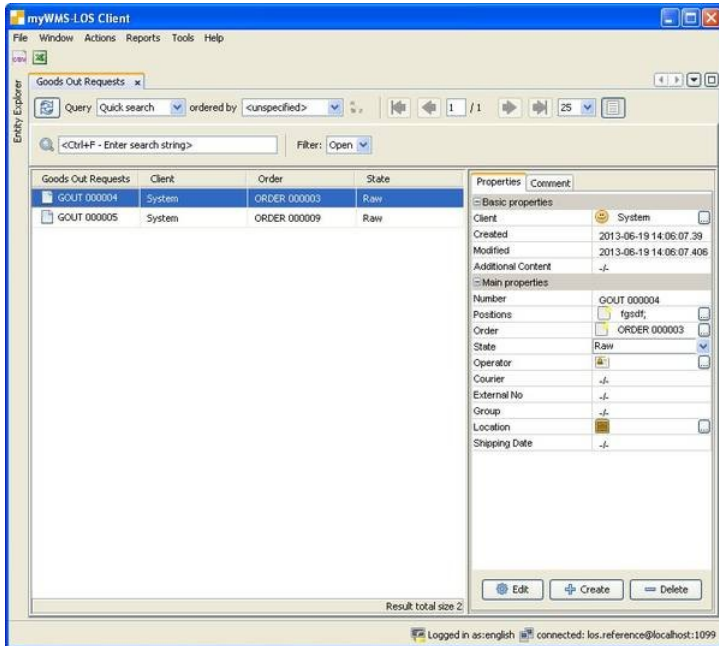 myWMS-LOS Client
File Window Actions Reports Tools Help
CSV
Entity Explorer
Goods Out Requests x
Query Quick search ordered by <unspecified> 1 / 1 25
<Ctrl+F - Enter search string> Filter: Open
Goods Out Requests Client Order State
GOUT 000004 System ORDER 000003 Raw
GOUT 000005 System ORDER 000009 Raw
Result total size 2
Properties Comment
Basic properties
Client System ...
Created 2013-06-19 14:06:07.39
Modified 2013-06-19 14:06:07.406
Additional Content -/-
Main properties
Number GOUT 000004
Positions fgsdf; ...
Order ORDER 000003 ...
State Raw
Operator ...
Courier -/-
External No -/-
Group -/-
Location ...
Shipping Date -/-
Edit Create Delete
Logged in as:english connected: los.reference@localhost:1099